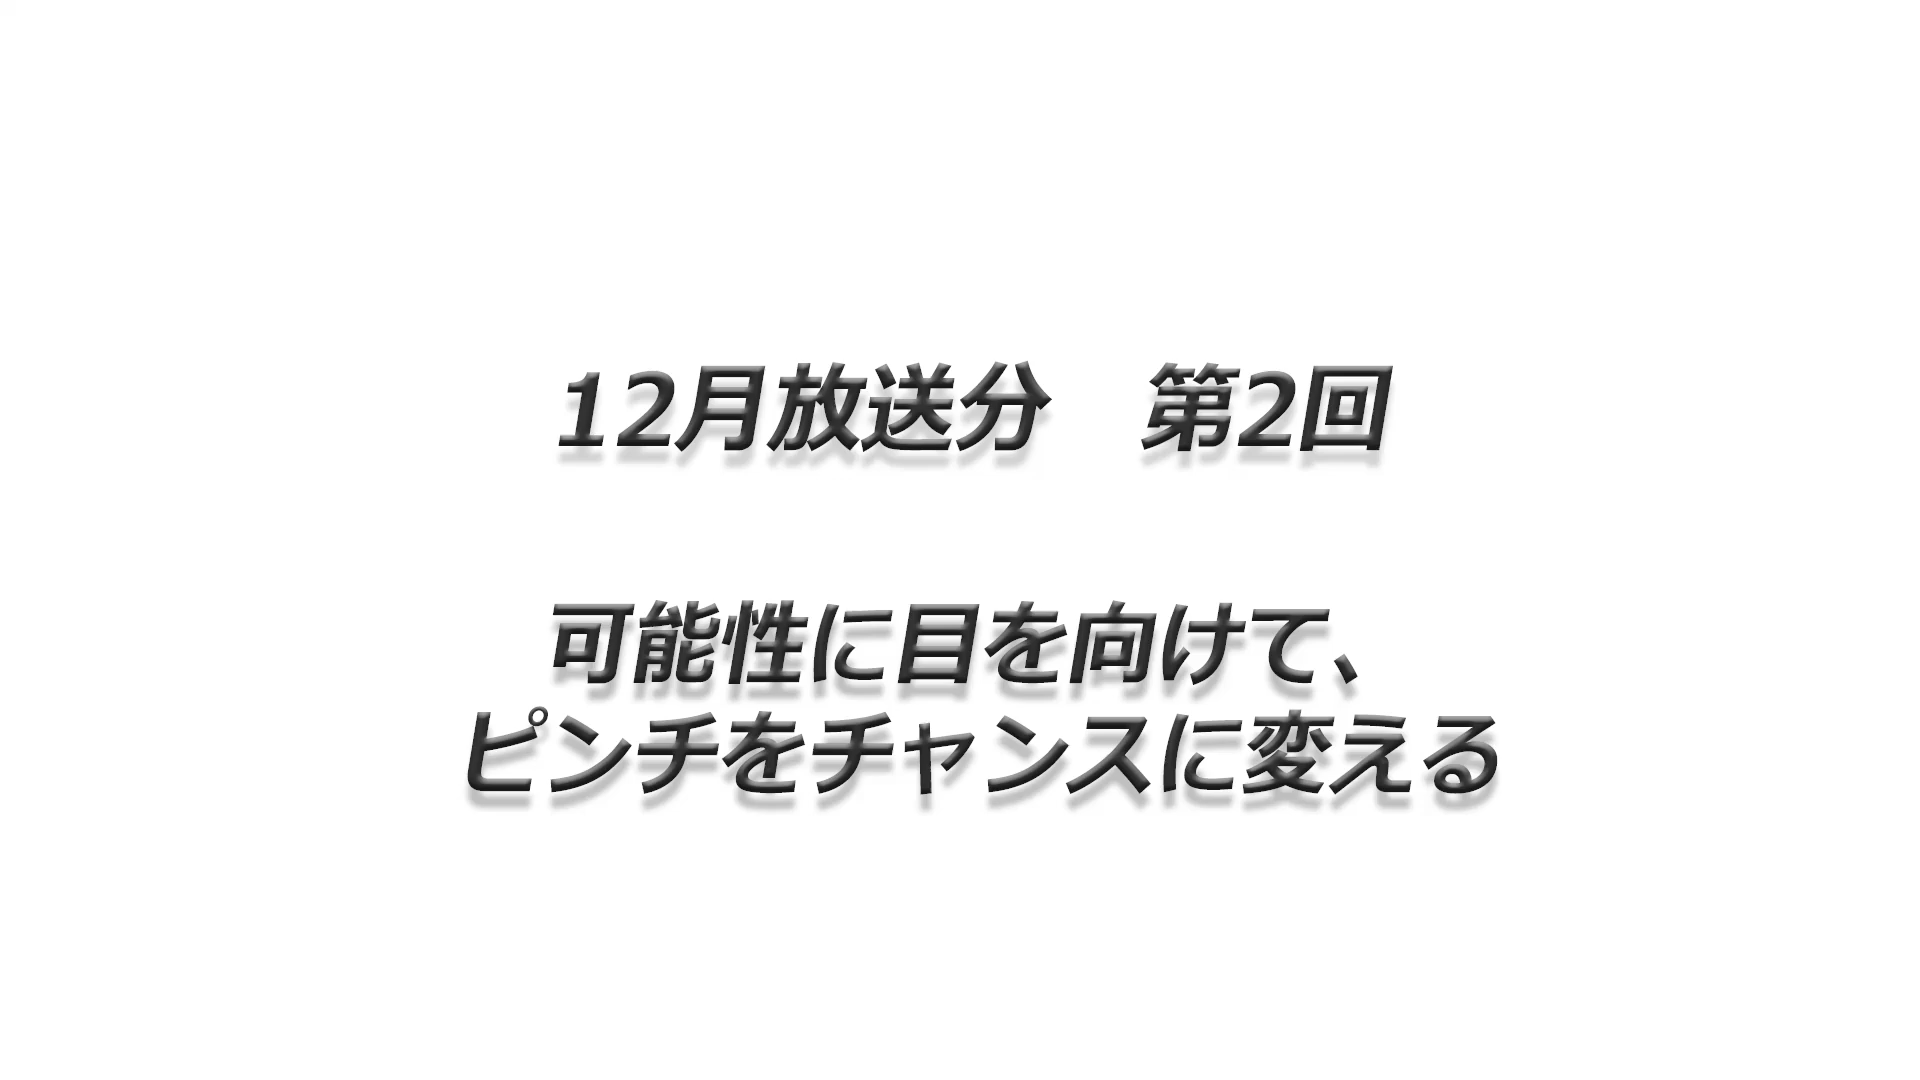 12月放送分　第2回
可能性に目を向けて、
ピンチをチャンスに変える